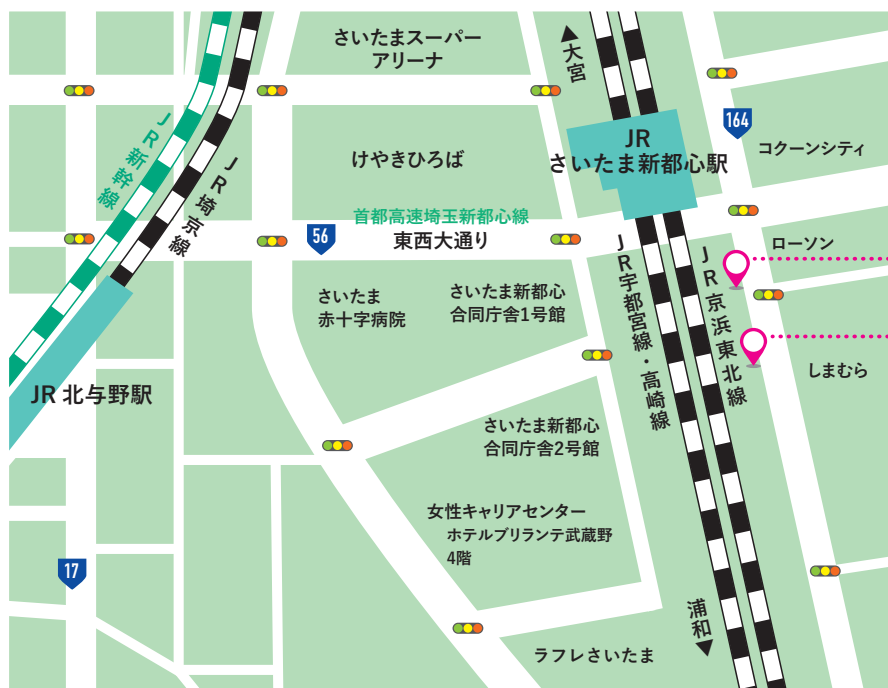 さいたまスーパー
アリーナ
▲大宮
JR新幹線
JR埼京線
けやきひろば
JR
さいたま新都心駅
164
コクーンシティ
首都高速埼玉新都心線
56
東西大通り
ローソン
さいたま
赤十字病院
さいたま新都心
合同庁舎1号館
JR宇都宮線・高崎線
JR京浜東北線
JR 北与野駅
しまむら
さいたま新都心
合同庁舎2号館
女性キャリアセンター
ホテルブリランテ武蔵野
4階
17
浦和▼
ラフレさいたま